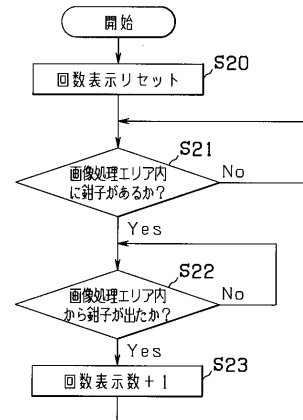 開始
S20
回数表示リセット
S21
画像処理エリア内
に鉗子があるか?
No
Yes
S22
画像処理エリア内
から鉗子が出たか?
No
Yes
S23
回数表示数+1